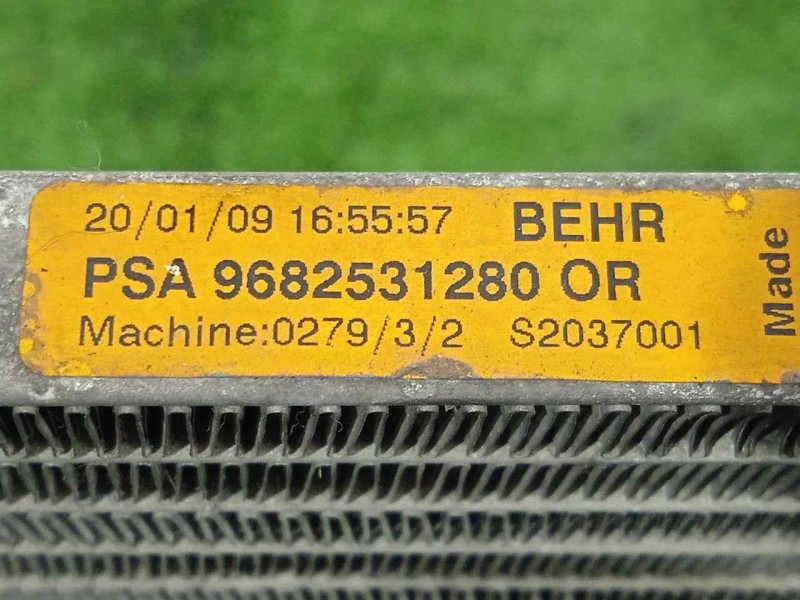 20/01/09 16:55:57 BEHR
PSA 9682531280 OR
Machine:0279/3/2 S2037001
Made